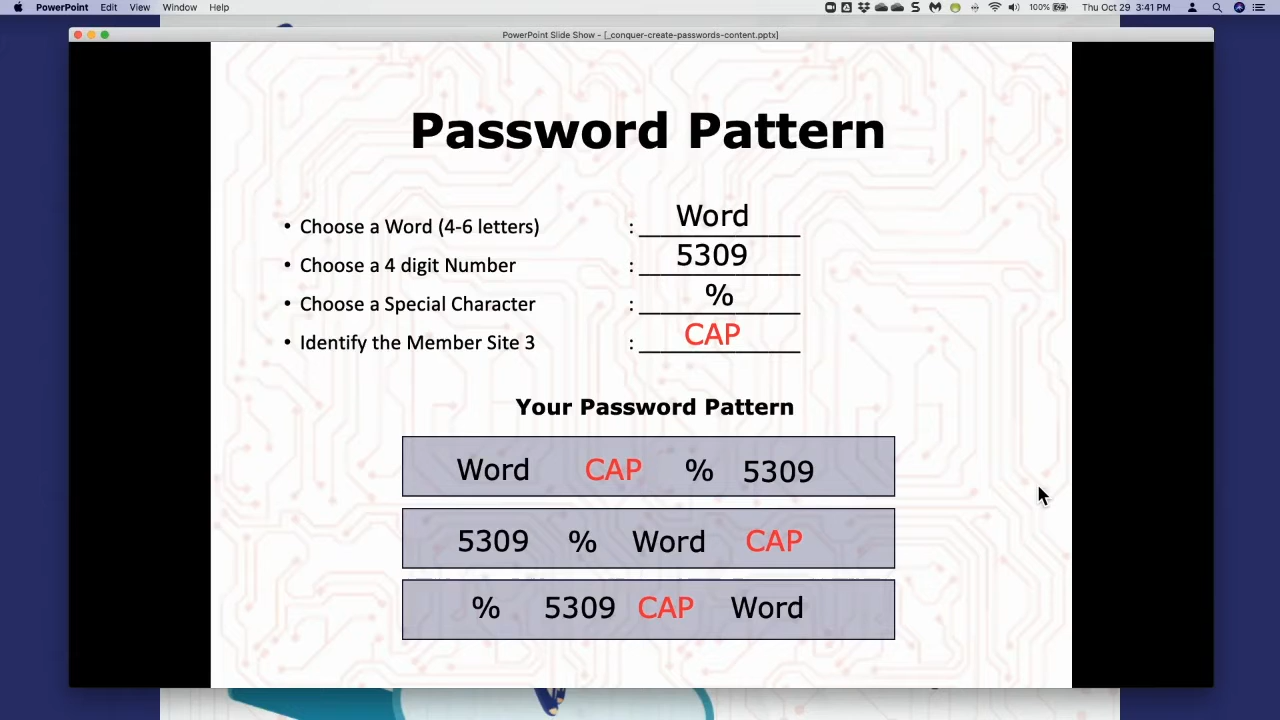 PowerPoint Edit View Window Help 100% Thu Oct 29 3:41 PM
PowerPoint Slide Show - [_conquer-create-passwords-content.pptx]
Password Pattern
• Choose a Word (4-6 letters) : Word
• Choose a 4 digit Number : 5309
• Choose a Special Character : %
• Identify the Member Site 3 : CAP
Your Password Pattern
Word CAP % 5309
5309 % Word CAP
% 5309 CAP Word